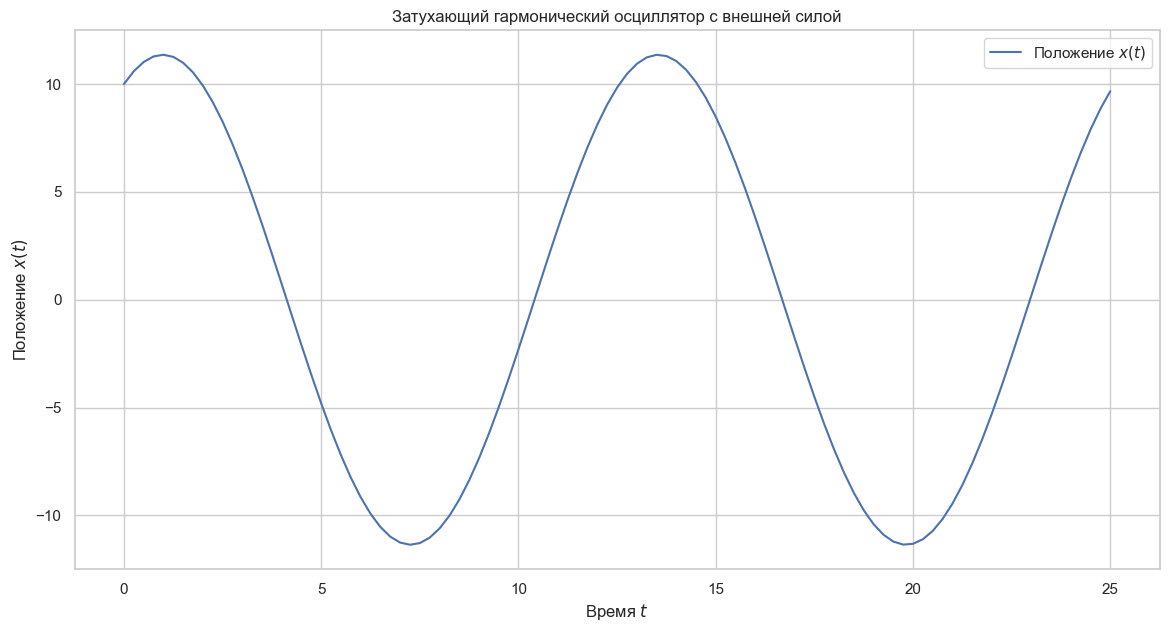 Затухающий гармонический осциллятор с внешней силой
Положение x(t)
Положение x(t)
10
5
0
−5
−10
0
5
10
15
20
25
Время t